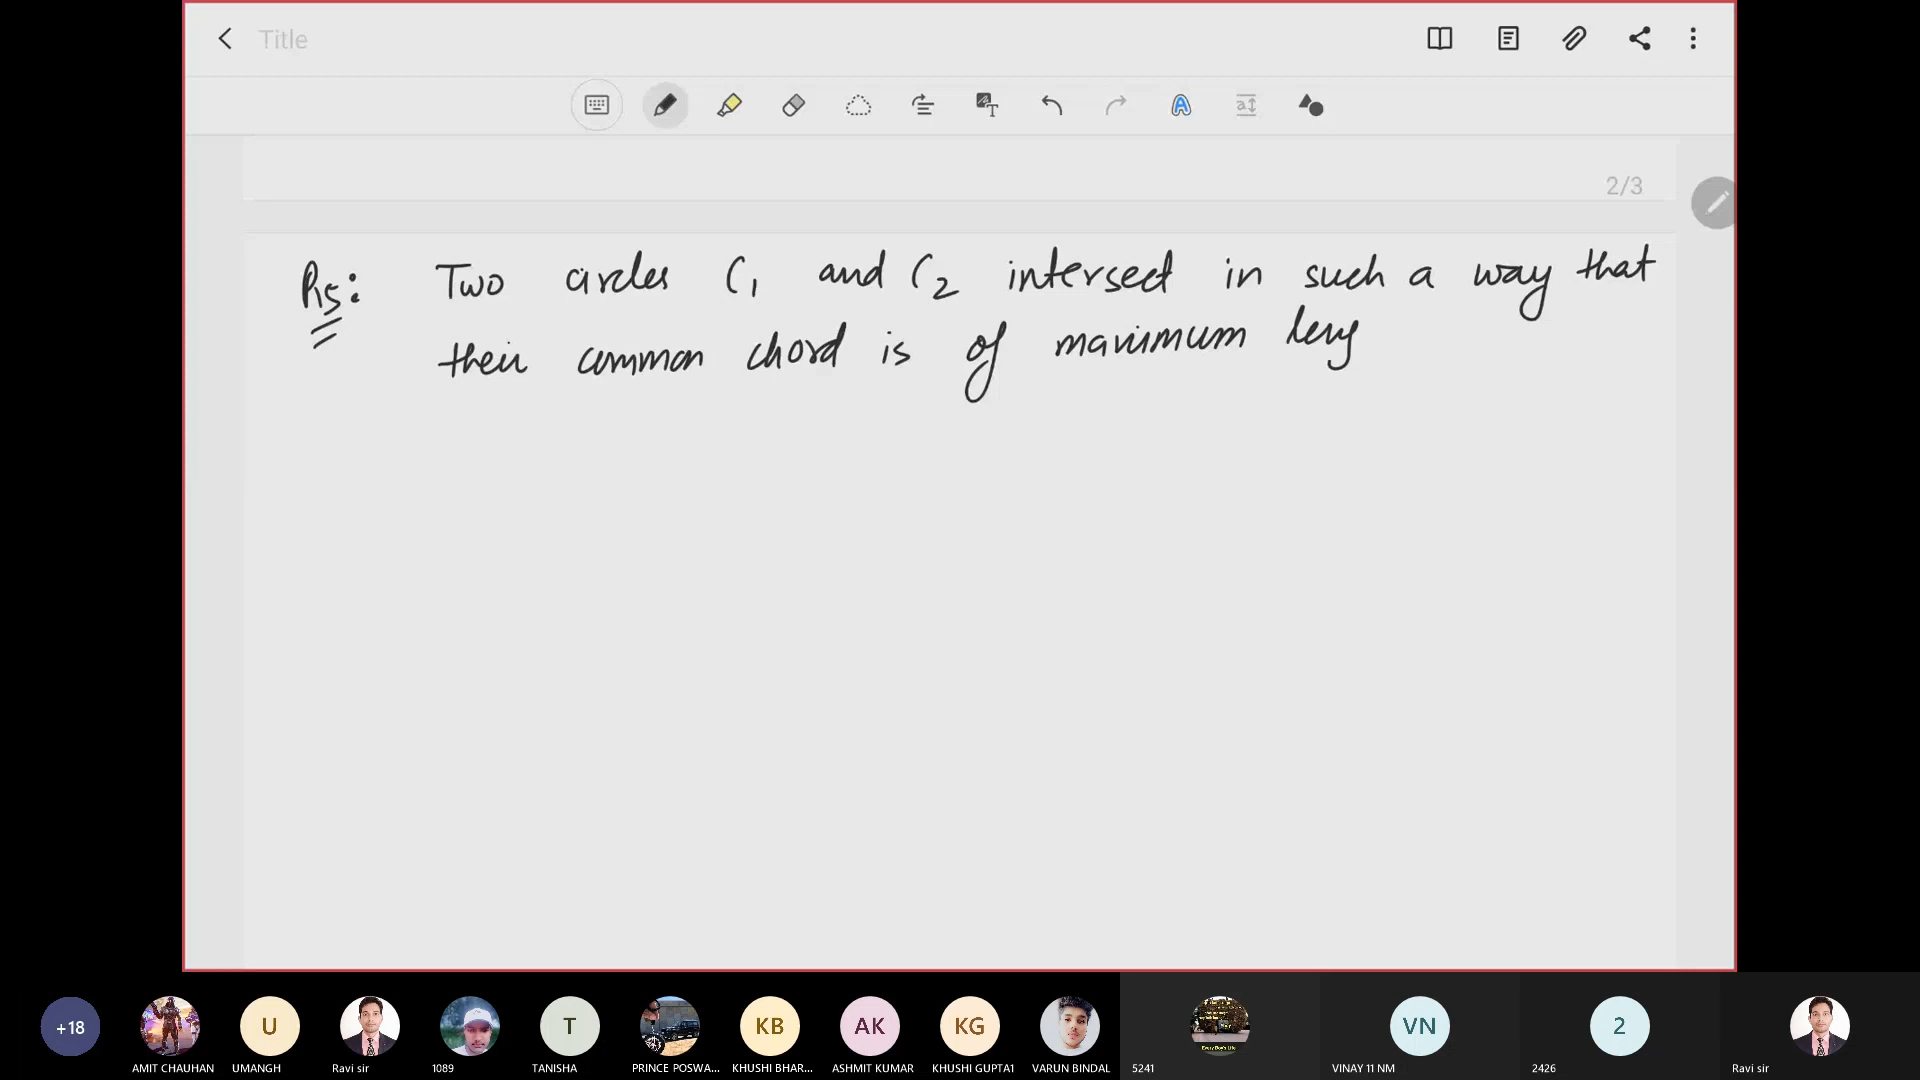 Title
2/3
Q15: Two circles C1 and C2 intersect in such a way that
their common chord is of maximum leng
+18
U
T
KB
AK
KG
VN
2
AMIT CHAUHAN
UMANGH
Ravi sir
1089
TANISHA
PRINCE POSWA...
KHUSHI BHAR...
ASHMIT KUMAR
KHUSHI GUPTA1
VARUN BINDAL
5241
VINAY 11 NM
2426
Ravi sir